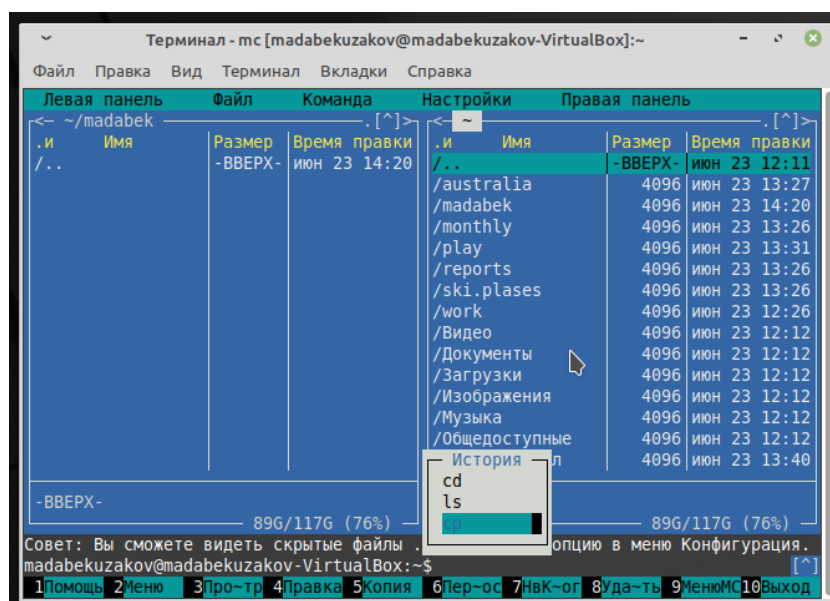 Терминал - mc [madabekuzakov@madabekuzakov-VirtualBox]:~
Файл Правка Вид Терминал Вкладки Справка
Левая панель Файл Команда Настройки Правая панель
<— ~/madabek .[^]> <— ~ .[^]>
.и Имя Размер Время правки .и Имя Размер Время правки
/.. -ВВЕРХ- июн 23 14:20 /.. -ВВЕРХ- июн 23 12:11
/australia 4096 июн 23 13:27
/madabek 4096 июн 23 14:20
/monthly 4096 июн 23 13:26
/play 4096 июн 23 13:31
/reports 4096 июн 23 13:26
/ski.plases 4096 июн 23 13:26
/work 4096 июн 23 12:26
/Видео 4096 июн 23 12:12
/Документы 4096 июн 23 12:12
/Загрузки 4096 июн 23 12:12
/Изображения 4096 июн 23 12:12
/Музыка 4096 июн 23 12:12
/Общедоступные 4096 июн 23 12:12
История л 4096 июн 23 13:40
cd
-ВВЕРХ- ls
cp
89G/117G (76%) 89G/117G (76%)
Совет: Вы сможете видеть скрытые файлы . опцию в меню Конфигурация.
madabekuzakov@madabekuzakov-VirtualBox:~$ [^]
1Помощь 2Меню 3Про~тр 4Правка 5Копия 6Пер~ос 7НвК~ог 8Уда~ть 9МенюMC 10Выход